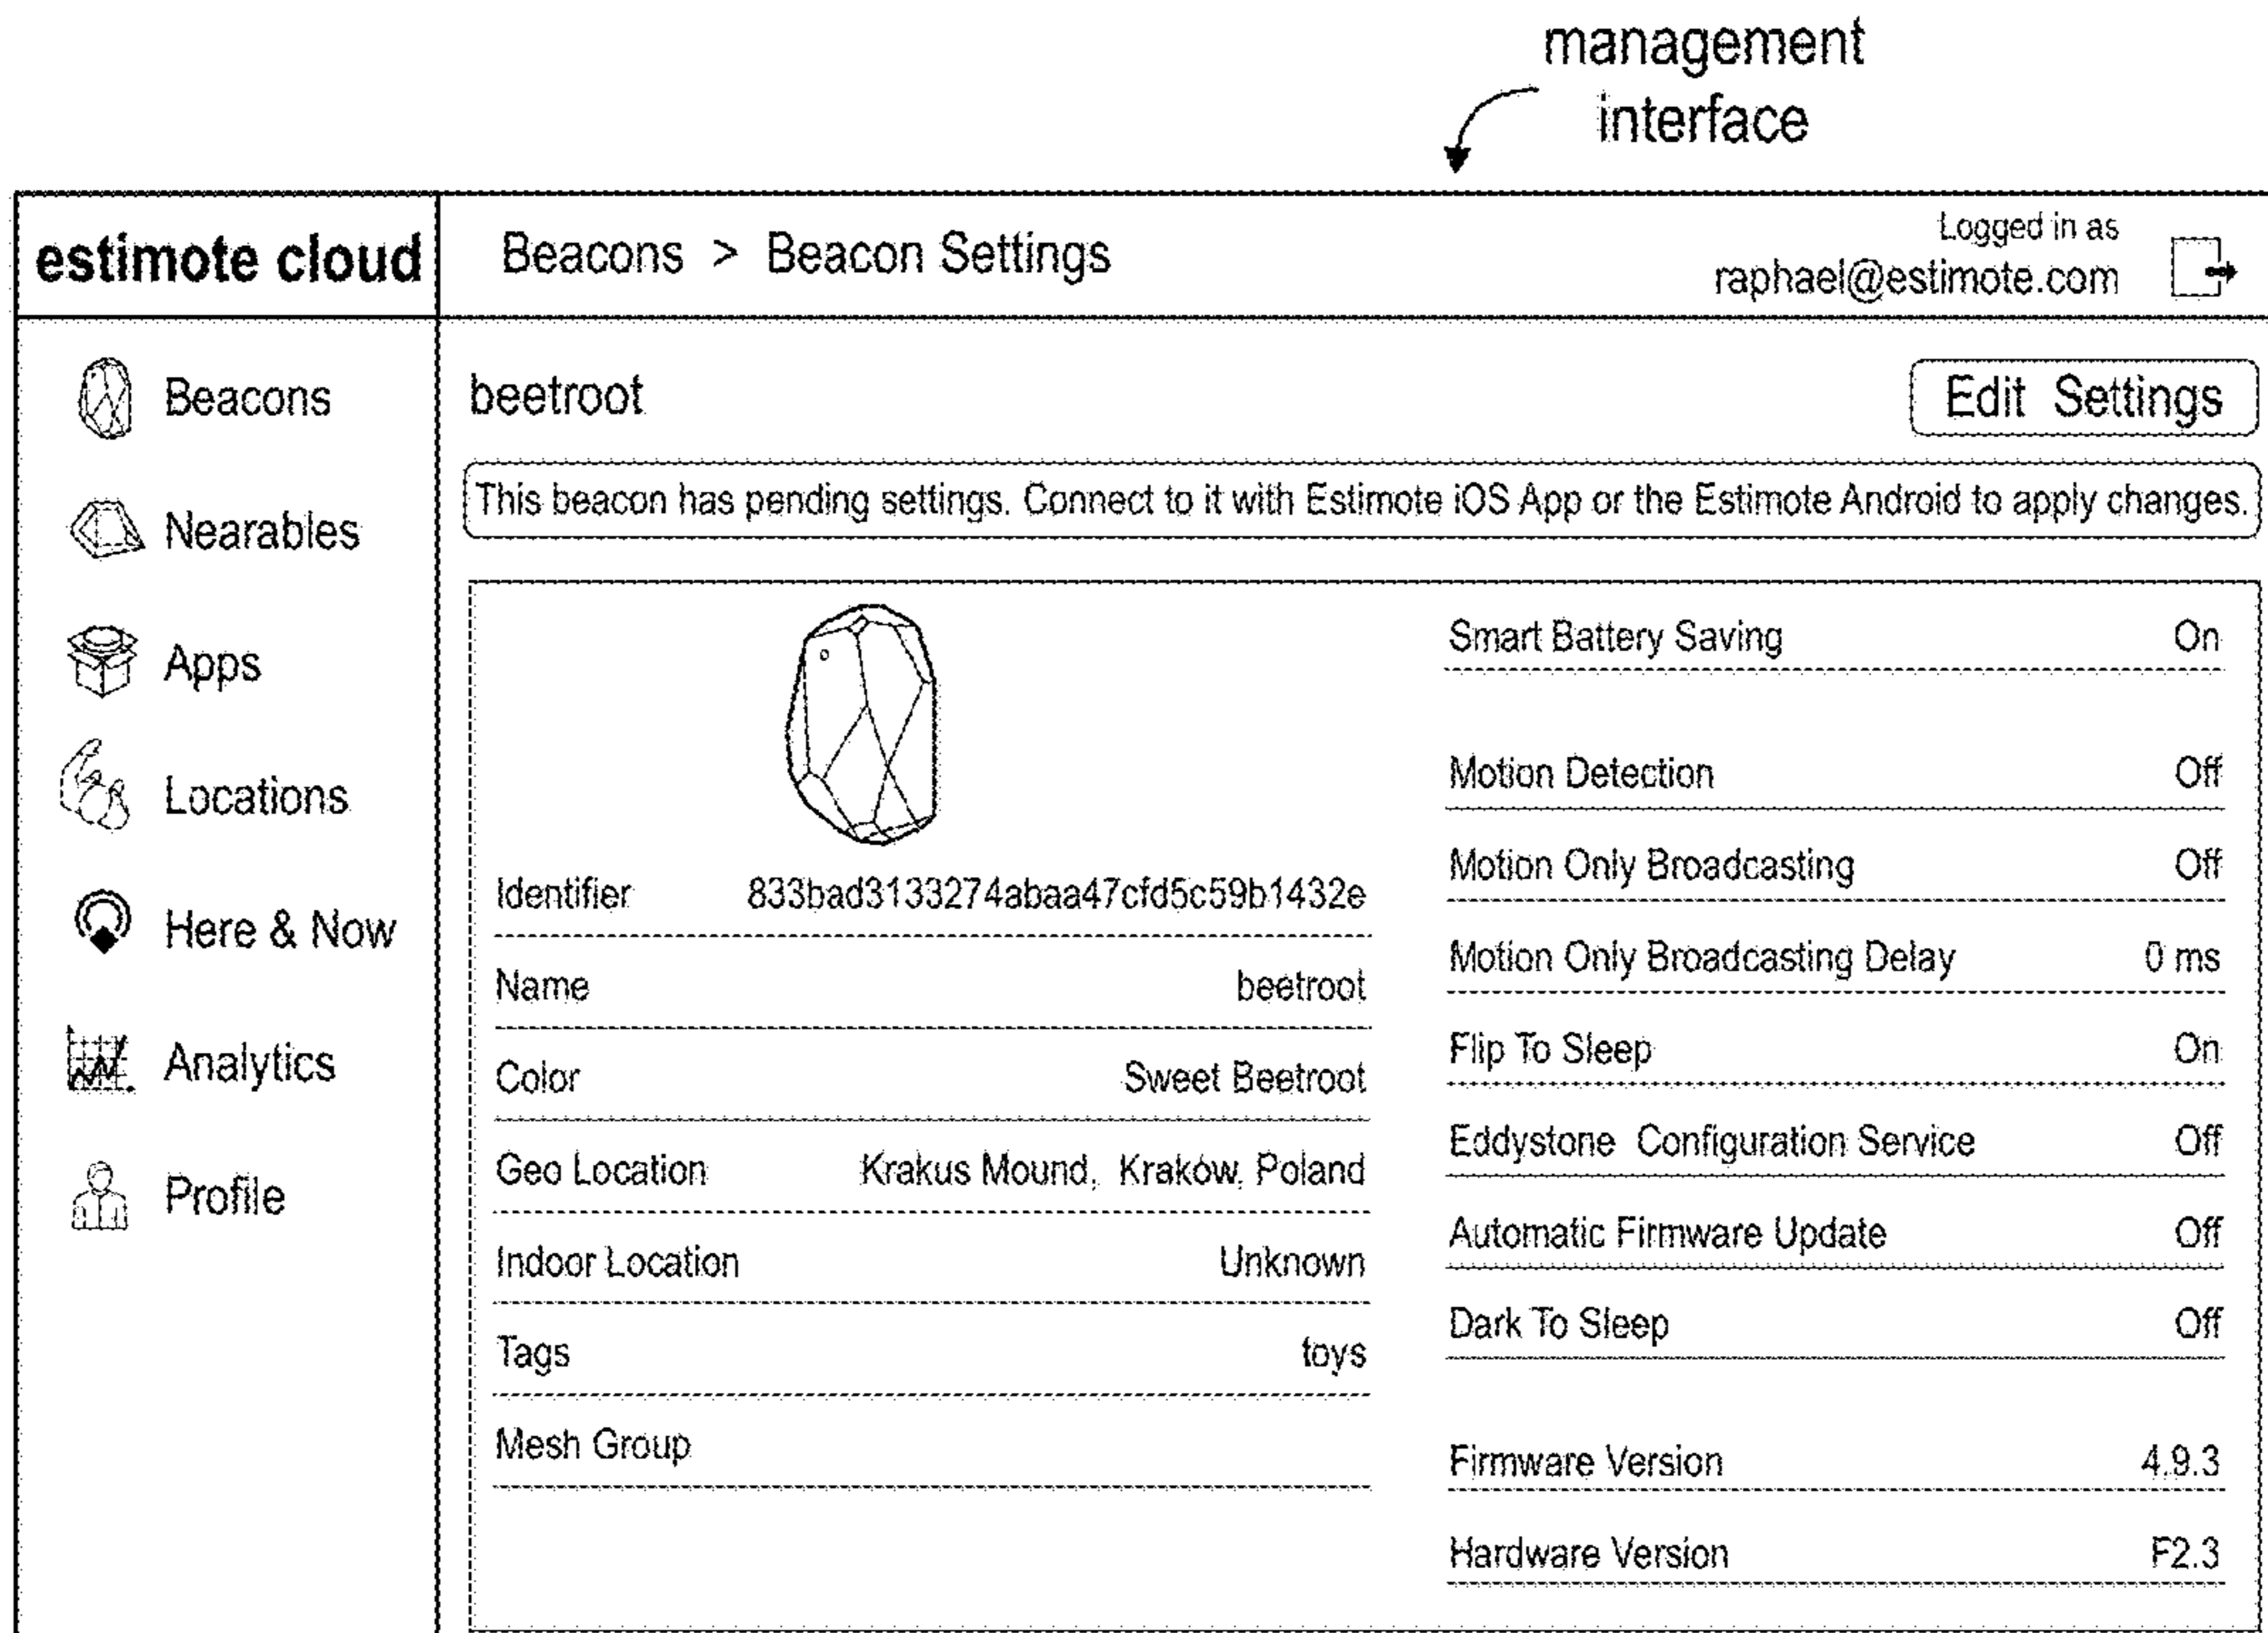 management
interface
estimote cloud
Beacons > Beacon Settings
Logged in as
raphael@estimote.com
Beacons
Nearables
Apps
Locations
Here & Now
Analytics
Profile
beetroot
Edit Settings
This beacon has pending settings. Connect to it with Estimote iOS App or the Estimote Android to apply changes.
Identifier 833bad3133274abaa47cfd5c59b1432e
Name beetroot
Color Sweet Beetroot
Geo Location Krakus Mound, Kraków, Poland
Indoor Location Unknown
Tags toys
Mesh Group
Smart Battery Saving On
Motion Detection Off
Motion Only Broadcasting Off
Motion Only Broadcasting Delay 0 ms
Flip To Sleep On
Eddystone Configuration Service Off
Automatic Firmware Update Off
Dark To Sleep Off
Firmware Version 4.9.3
Hardware Version F2.3